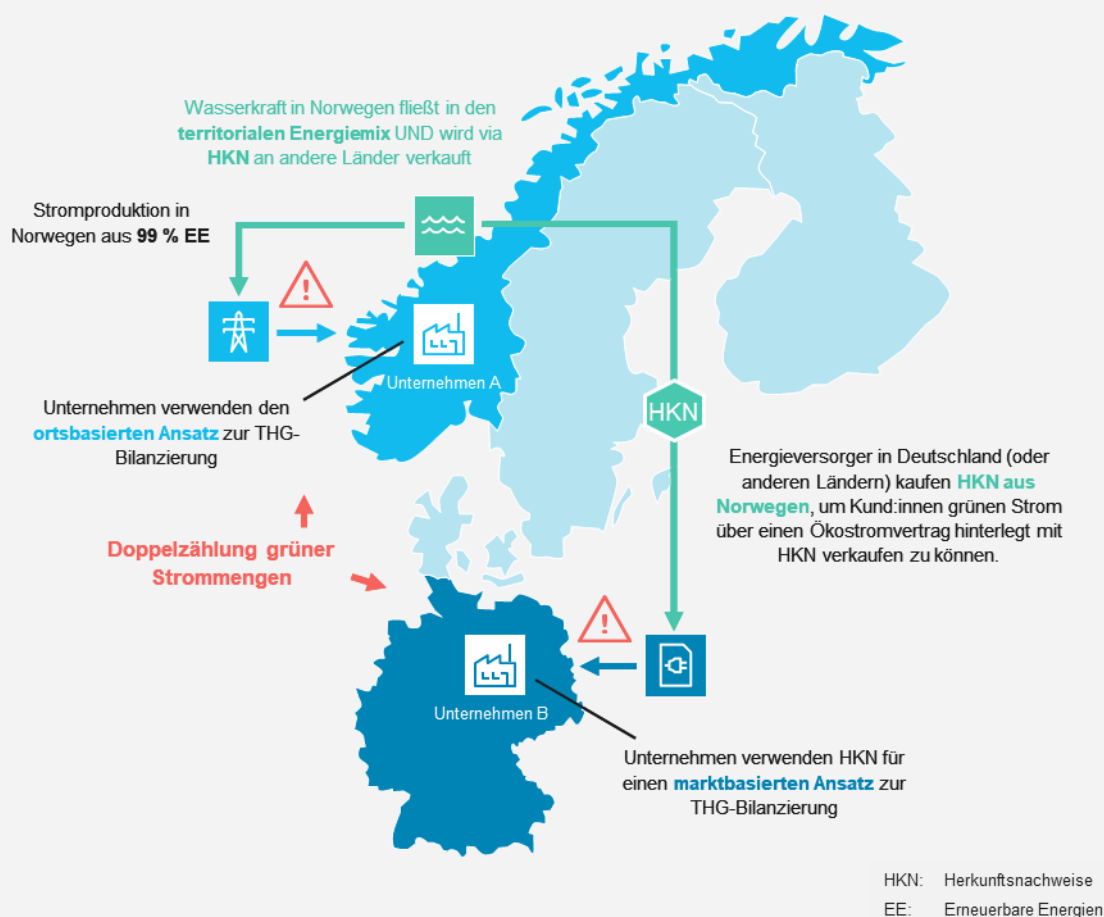 Wasserkraft in Norwegen fließt in den
territorialen Energiemix UND wird via
HKN an andere Länder verkauft
Stromproduktion in
Norwegen aus 99 % EE
Unternehmen A
Unternehmen verwenden den
ortsbasierten Ansatz zur THG-
Bilanzierung
HKN
Energieversorger in Deutschland (oder
anderen Ländern) kaufen HKN aus
Norwegen, um Kund:innen grünen Strom
über einen Ökostromvertrag hinterlegt mit
HKN verkaufen zu können.
Doppelzählung grüner
Strommengen
Unternehmen B
Unternehmen verwenden HKN für
einen marktbasierten Ansatz zur
THG-Bilanzierung
HKN: Herkunftsnachweise
EE: Erneuerbare Energien